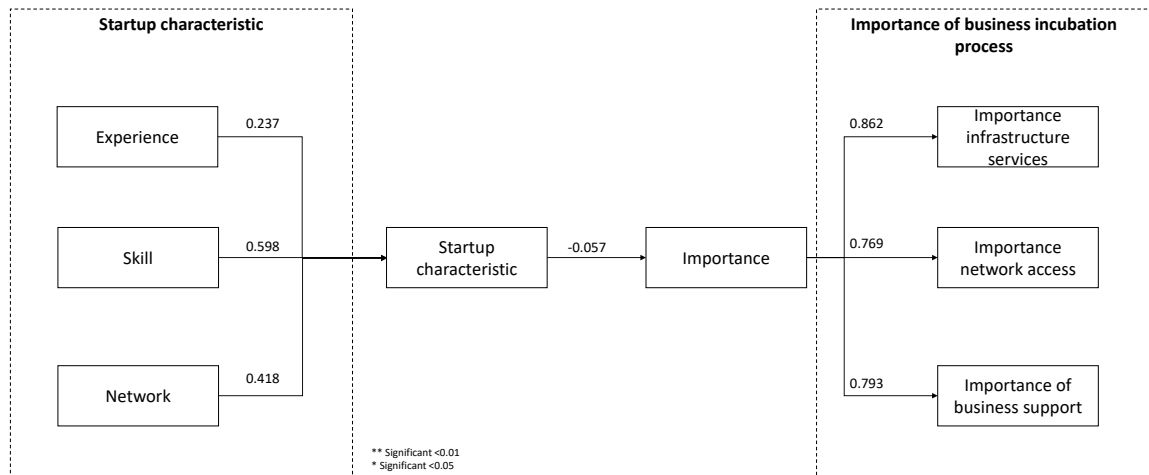 Startup characteristic
Importance of business incubation
process
Experience
0.237
Skill
0.598
Network
0.418
Startup
characteristic
-0.057
Importance
0.862
Importance
infrastructure
services
0.769
Importance
network access
0.793
Importance of
business support
** Significant <0.01
* Significant <0.05